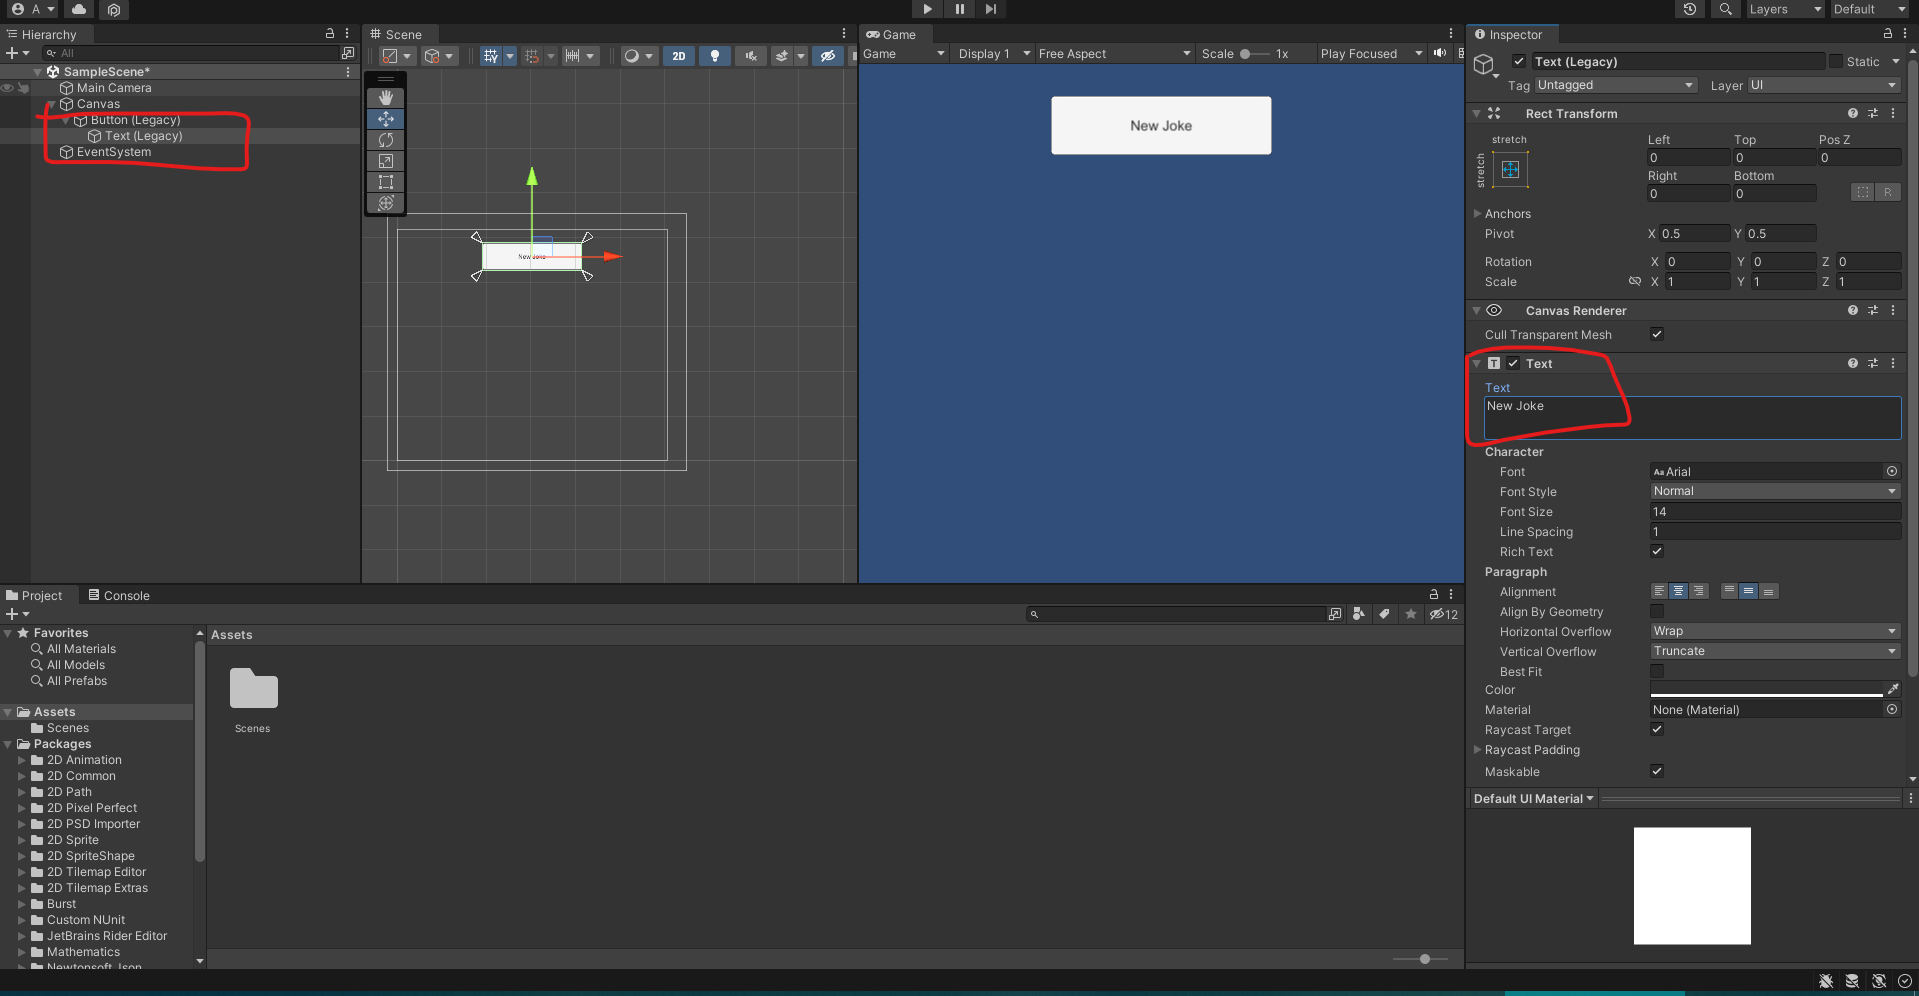 A
Layers
Default
Hierarchy
All
SampleScene*
Main Camera
Canvas
Button (Legacy)
Text (Legacy)
EventSystem
Scene
2D
New Joke
Game
Game
Display 1
Free Aspect
Scale
1x
Play Focused
New Joke
Inspector
Text (Legacy)
Static
Tag
Untagged
Layer
UI
Rect Transform
stretch
stretch
Left
Top
Pos Z
0
0
0
Right
Bottom
0
0
R
Anchors
Pivot
X 0.5
Y 0.5
Rotation
X 0
Y 0
Z 0
Scale
X 1
Y 1
Z 1
Canvas Renderer
Cull Transparent Mesh
T
Text
Text
New Joke
Character
Font
Aa Arial
Font Style
Normal
Font Size
14
Line Spacing
1
Rich Text
Paragraph
Alignment
Align By Geometry
Horizontal Overflow
Wrap
Vertical Overflow
Truncate
Best Fit
Color
Material
None (Material)
Raycast Target
Raycast Padding
Maskable
Default UI Material
Project
Console
12
Favorites
All Materials
All Models
All Prefabs
Assets
Scenes
Packages
2D Animation
2D Common
2D Path
2D Pixel Perfect
2D PSD Importer
2D Sprite
2D SpriteShape
2D Tilemap Editor
2D Tilemap Extras
Burst
Custom NUnit
JetBrains Rider Editor
Mathematics
Newtonsoft Json
Assets
Scenes